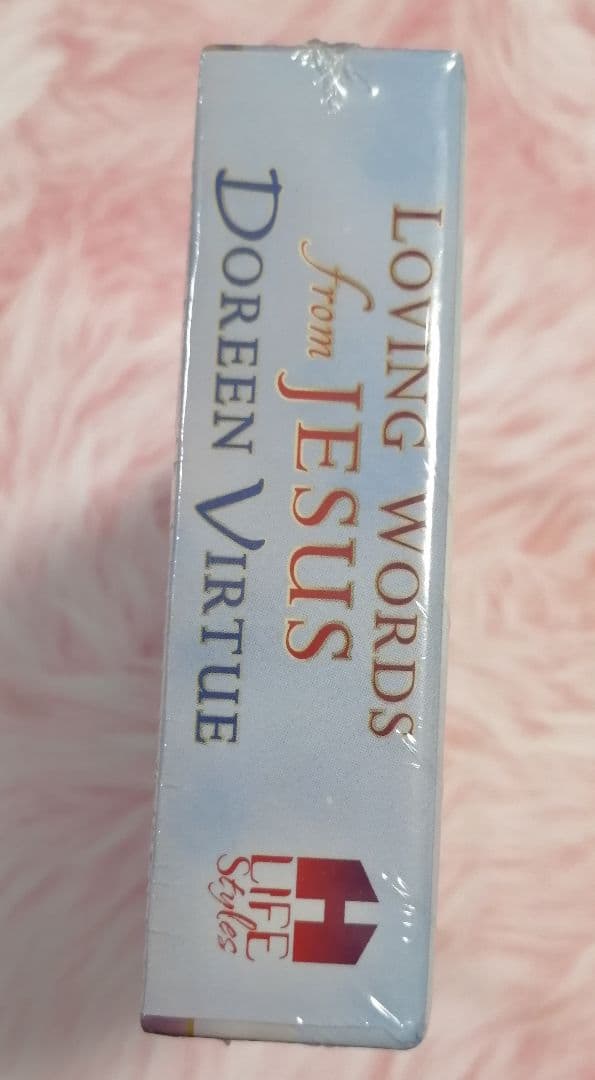 LOVING WORDS
from JESUS
DOREEN VIRTUE
H
LIFE
Styles